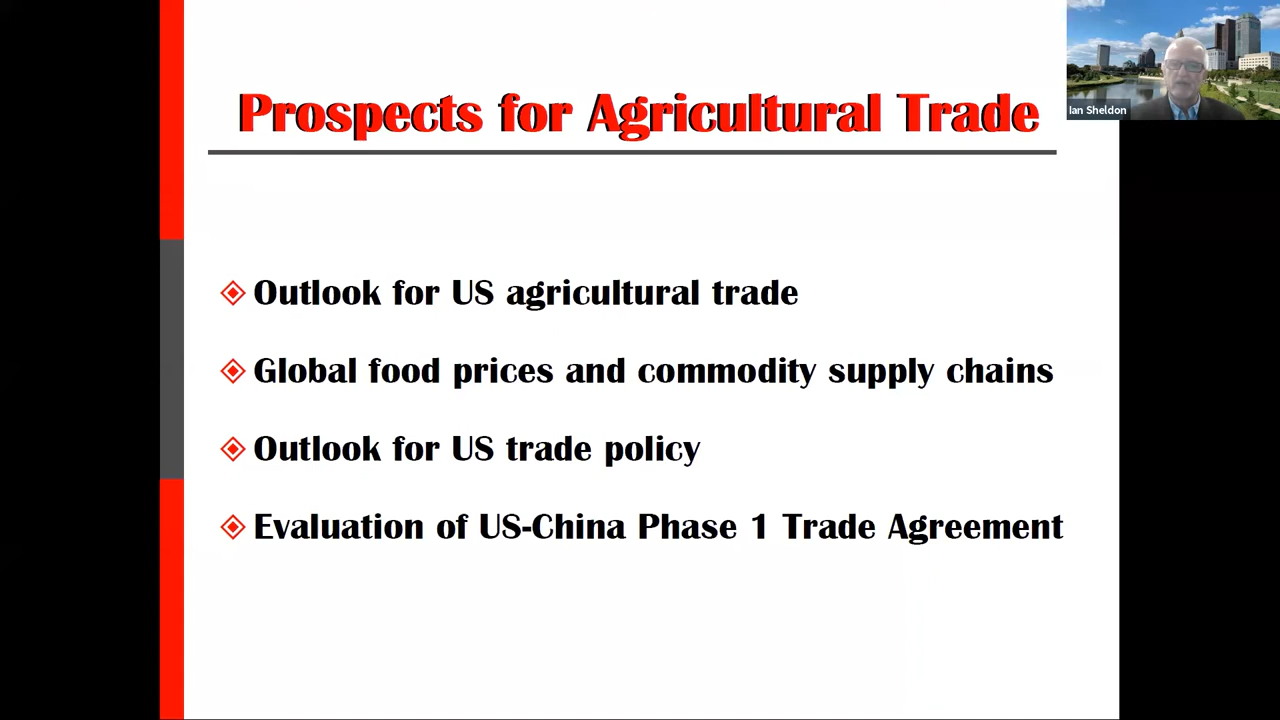 Prospects for Agricultural Trade
Ian Sheldon
Outlook for US agricultural trade
Global food prices and commodity supply chains
Outlook for US trade policy
Evaluation of US-China Phase 1 Trade Agreement